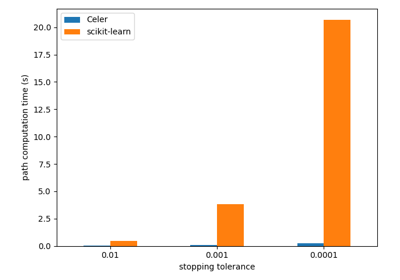 Celer
scikit-learn
path computation time (s)
20.0
17.5
15.0
12.5
10.0
7.5
5.0
2.5
0.0
0.01 0.001 0.0001
stopping tolerance